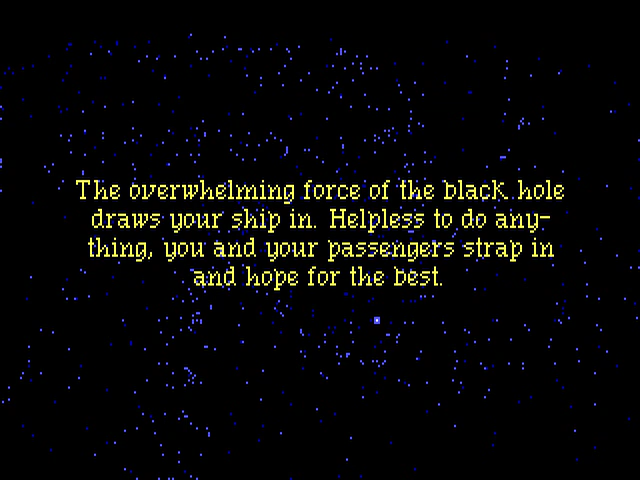 The overwhelming force of the black hole
draws your ship in. Helpless to do any-
thing, you and your passengers strap in
and hope for the best.